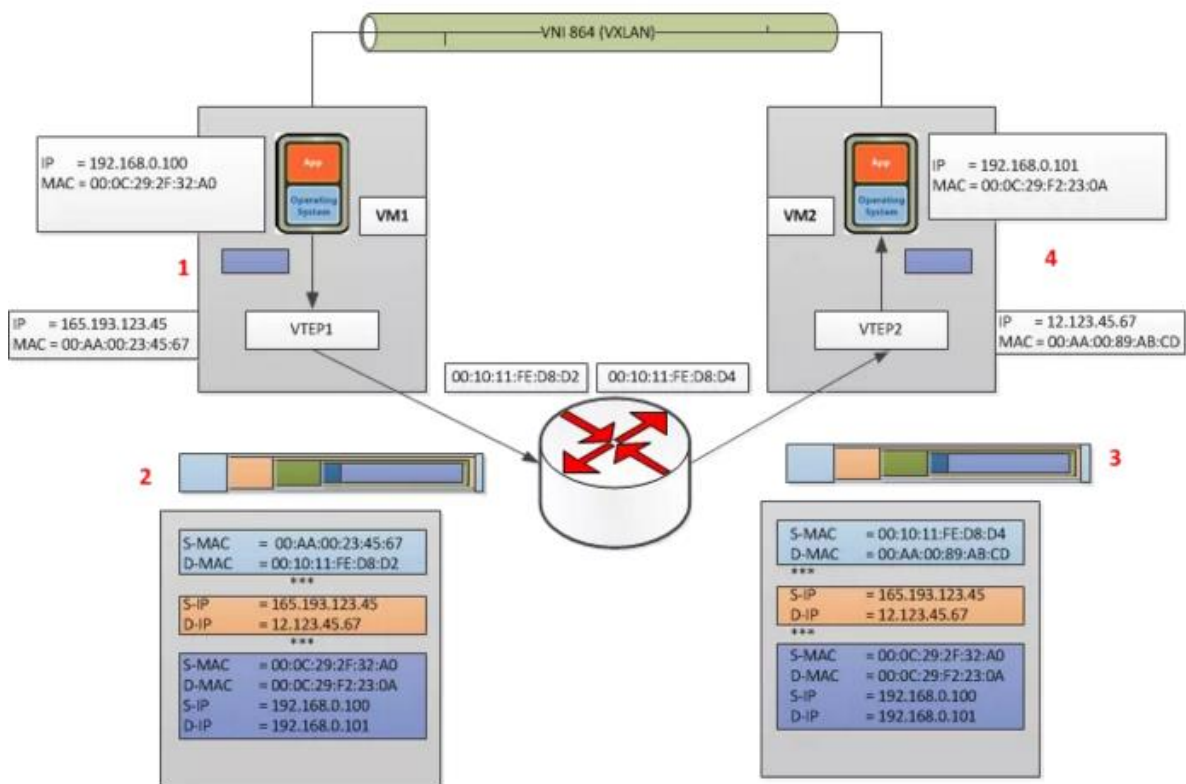 VNI 864 (VXLAN)
IP = 192.168.0.100
MAC = 00:0C:29:2F:32:A0
App
Operating
System
VM1
1
IP = 165.193.123.45
MAC = 00:AA:00:23:45:67
VTEP1
VM2
App
Operating
System
IP = 192.168.0.101
MAC = 00:0C:29:F2:23:0A
4
VTEP2
IP = 12.123.45.67
MAC = 00:AA:00:89:AB:CD
00:10:11:FE:D8:D2
00:10:11:FE:D8:D4
2
S-MAC = 00:AA:00:23:45:67
D-MAC = 00:10:11:FE:D8:D2
***
S-IP = 165.193.123.45
D-IP = 12.123.45.67
***
S-MAC = 00:0C:29:2F:32:A0
D-MAC = 00:0C:29:F2:23:0A
S-IP = 192.168.0.100
D-IP = 192.168.0.101
3
S-MAC = 00:10:11:FE:D8:D4
D-MAC = 00:AA:00:89:AB:CD
***
S-IP = 165.193.123.45
D-IP = 12.123.45.67
***
S-MAC = 00:0C:29:2F:32:A0
D-MAC = 00:0C:29:F2:23:0A
S-IP = 192.168.0.100
D-IP = 192.168.0.101